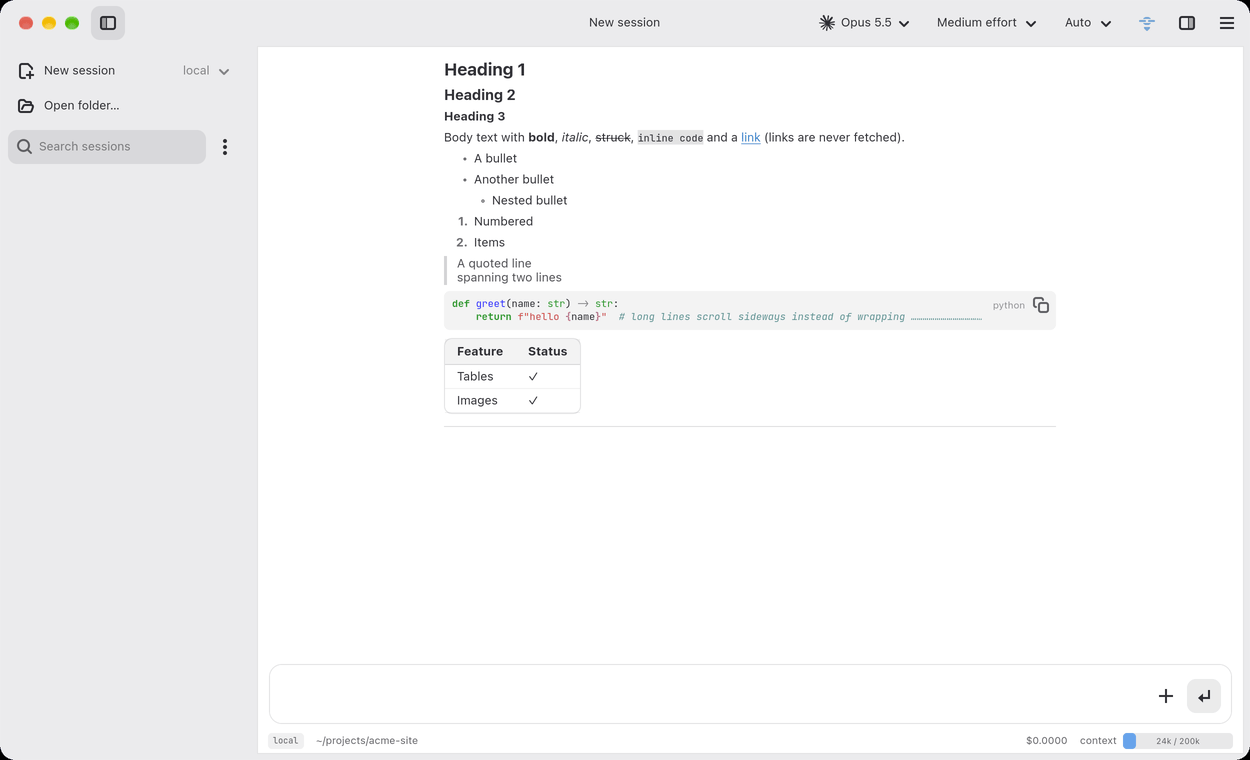 New session
Opus 5.5
Medium effort
Auto
New session
local
Open folder...
Search sessions
Heading 1
Heading 2
Heading 3
Body text with bold, italic, struck, inline code and a link (links are never fetched).
• A bullet
• Another bullet
• Nested bullet
1. Numbered
2. Items
A quoted line
spanning two lines
def greet(name: str) -> str:
python
return f"hello {name}"  # long lines scroll sideways instead of wrapping ………………………………
Feature Status
Tables ✓
Images ✓
local
~/projects/acme-site
$0.0000
context
24k / 200k